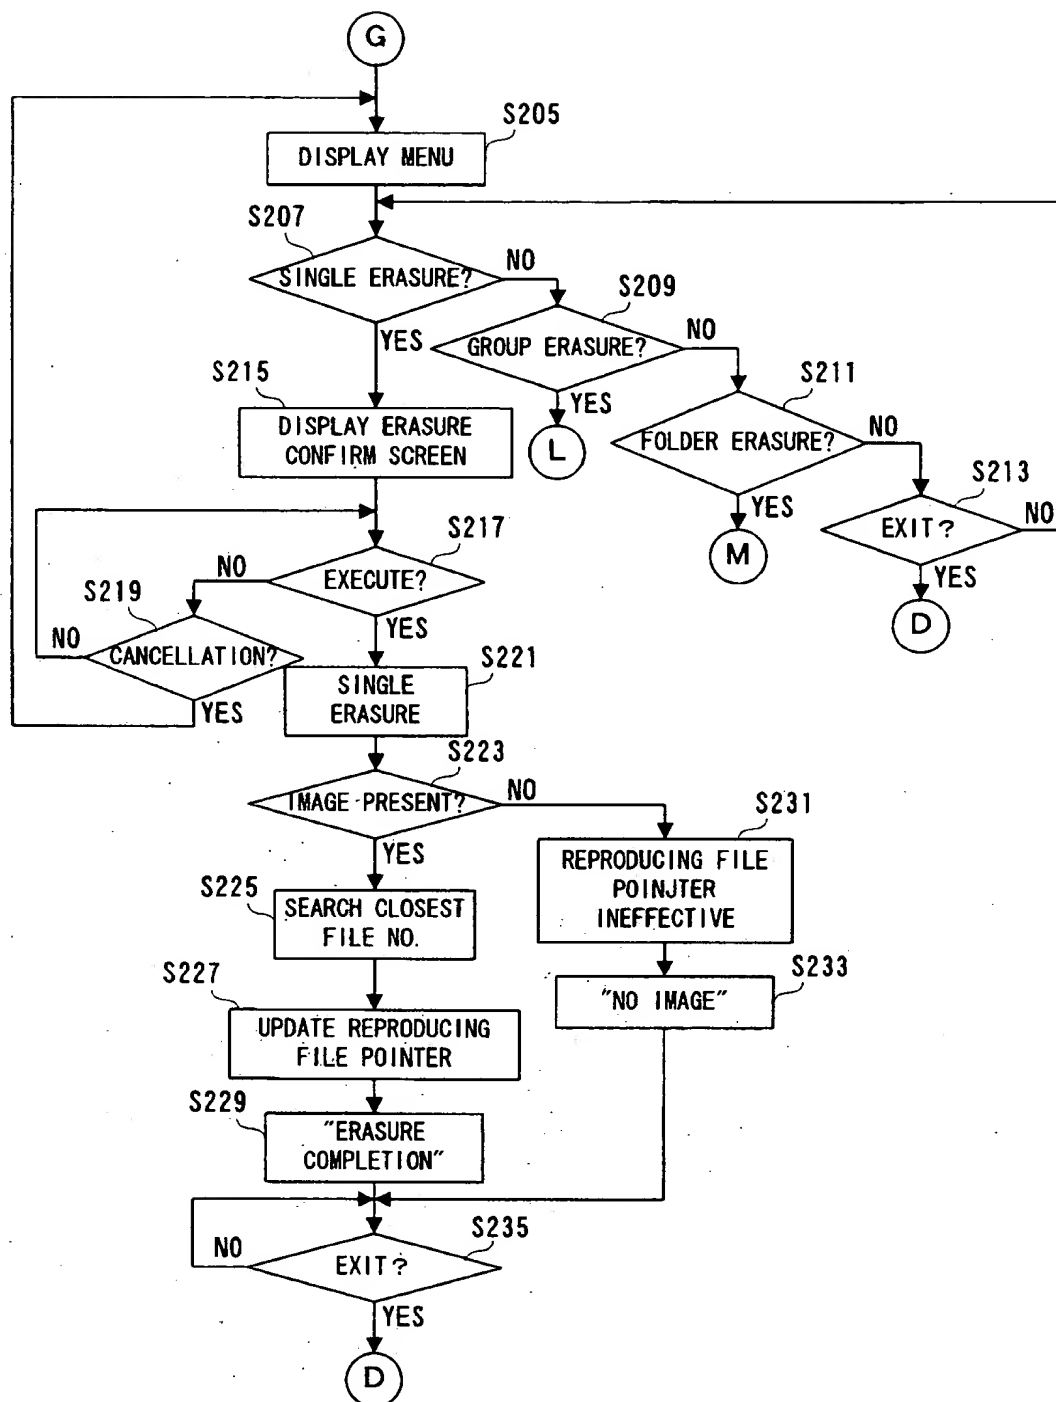 G
S205
DISPLAY MENU
S207
SINGLE ERASURE?
NO
S209
YES
GROUP ERASURE?
NO
S211
S215
YES
DISPLAY ERASURE
CONFIRM SCREEN
L
FOLDER ERASURE?
NO
S213
YES
EXIT?
NO
M
YES
D
S217
NO
EXECUTE?
S219
YES
NO
CANCELLATION?
YES
S221
SINGLE
ERASURE
S223
IMAGE PRESENT?
NO
S231
YES
REPRODUCING FILE
POINJTER
INEFFECTIVE
S225
SEARCH CLOSEST
FILE NO.
S233
"NO IMAGE"
S227
UPDATE REPRODUCING
FILE POINTER
S229
"ERASURE
COMPLETION"
S235
NO
EXIT?
YES
D